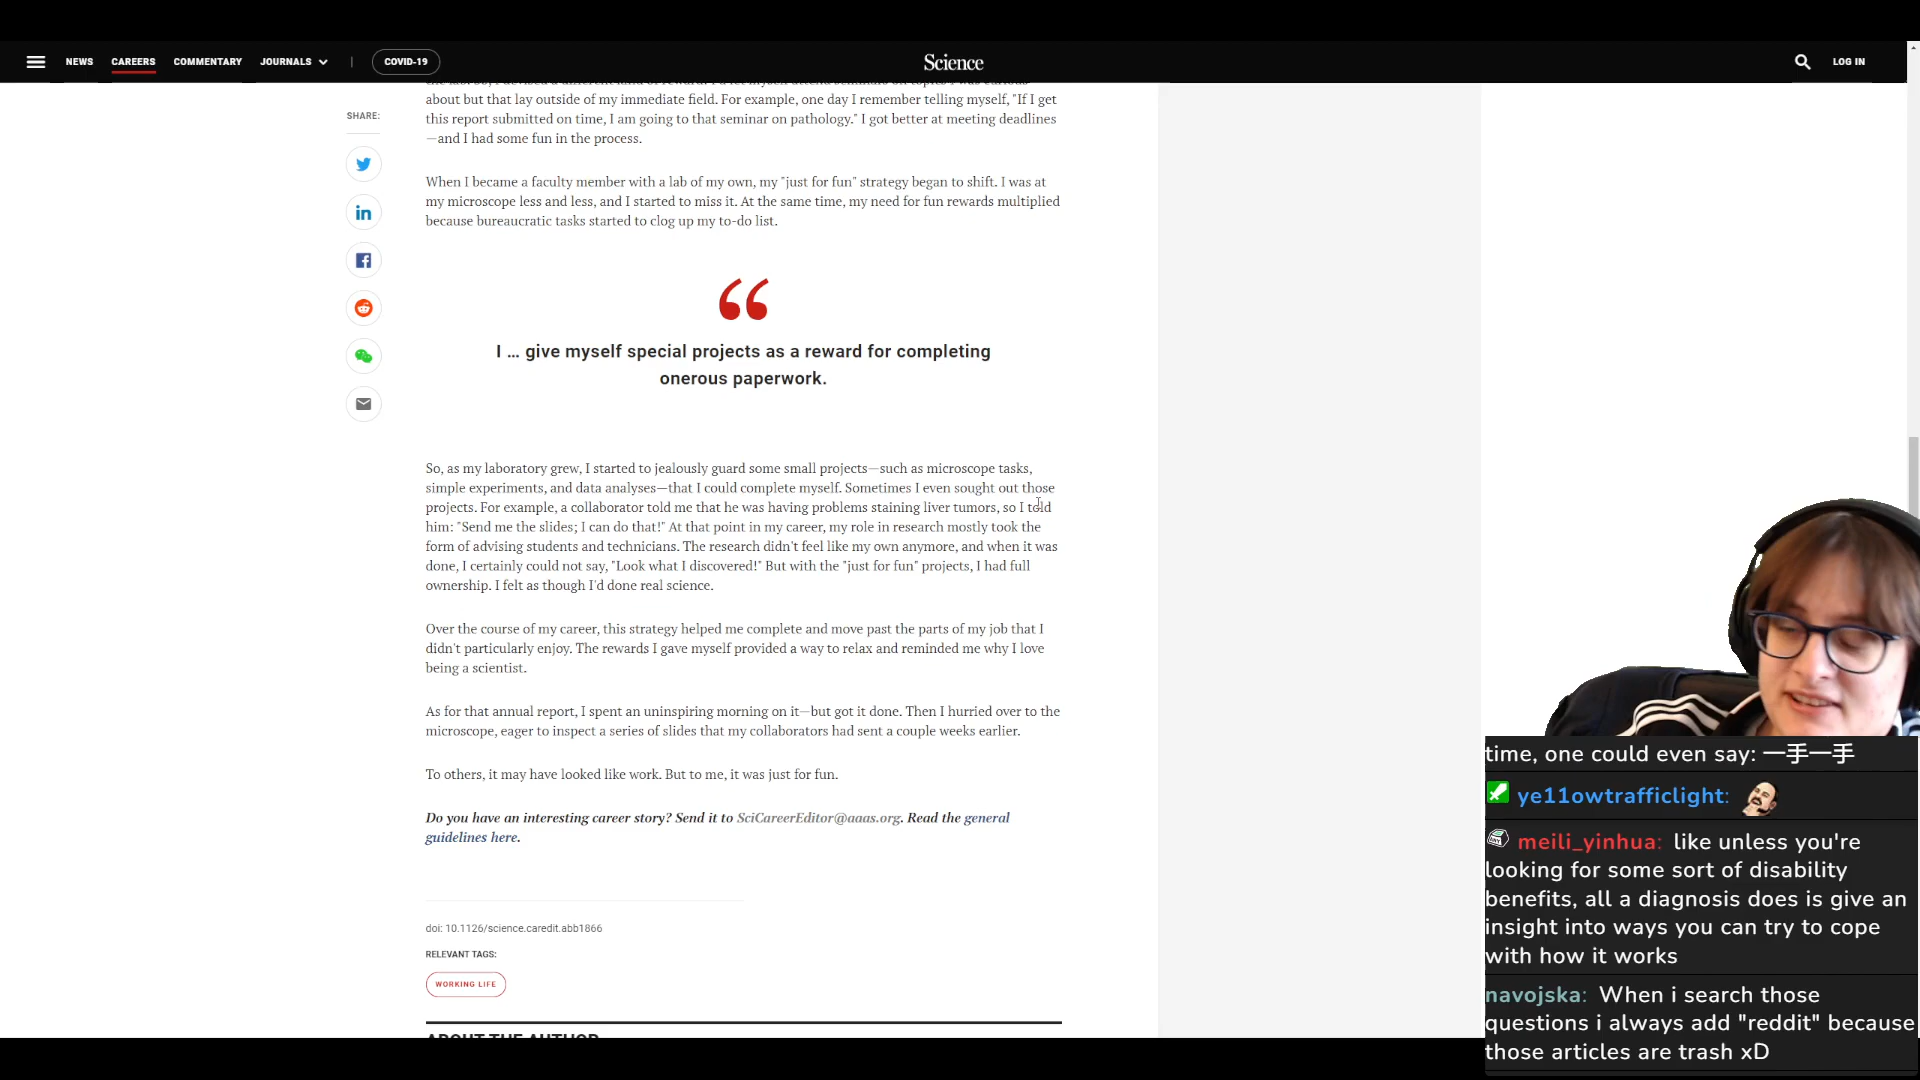 NEWS CAREERS COMMENTARY JOURNALS | COVID-19 Science LOG IN
SHARE:
about but that lay outside of my immediate field. For example, one day I remember telling myself, "If I get
this report submitted on time, I am going to that seminar on pathology." I got better at meeting deadlines
—and I had some fun in the process.
When I became a faculty member with a lab of my own, my "just for fun" strategy began to shift. I was at
my microscope less and less, and I started to miss it. At the same time, my need for fun rewards multiplied
because bureaucratic tasks started to clog up my to-do list.
I … give myself special projects as a reward for completing
onerous paperwork.
So, as my laboratory grew, I started to jealously guard some small projects—such as microscope tasks,
simple experiments, and data analyses—that I could complete myself. Sometimes I even sought out those
projects. For example, a collaborator told me that he was having problems staining liver tumors, so I told
him: "Send me the slides; I can do that!" At that point in my career, my role in research mostly took the
form of advising students and technicians. The research didn't feel like my own anymore, and when it was
done, I certainly could not say, "Look what I discovered!" But with the "just for fun" projects, I had full
ownership. I felt as though I'd done real science.
Over the course of my career, this strategy helped me complete and move past the parts of my job that I
didn't particularly enjoy. The rewards I gave myself provided a way to relax and reminded me why I love
being a scientist.
As for that annual report, I spent an uninspiring morning on it—but got it done. Then I hurried over to the
microscope, eager to inspect a series of slides that my collaborators had sent a couple weeks earlier.
To others, it may have looked like work. But to me, it was just for fun.
Do you have an interesting career story? Send it to SciCareerEditor@aaas.org. Read the general
guidelines here.
doi: 10.1126/science.caredit.abb1866
RELEVANT TAGS:
WORKING LIFE
ABOUT THE AUTHOR
time, one could even say: 一手一手
ye11owtrafficlight:
meili_yinhua: like unless you're
looking for some sort of disability
benefits, all a diagnosis does is give an
insight into ways you can try to cope
with how it works
navojska: When i search those
questions i always add "reddit" because
those articles are trash xD